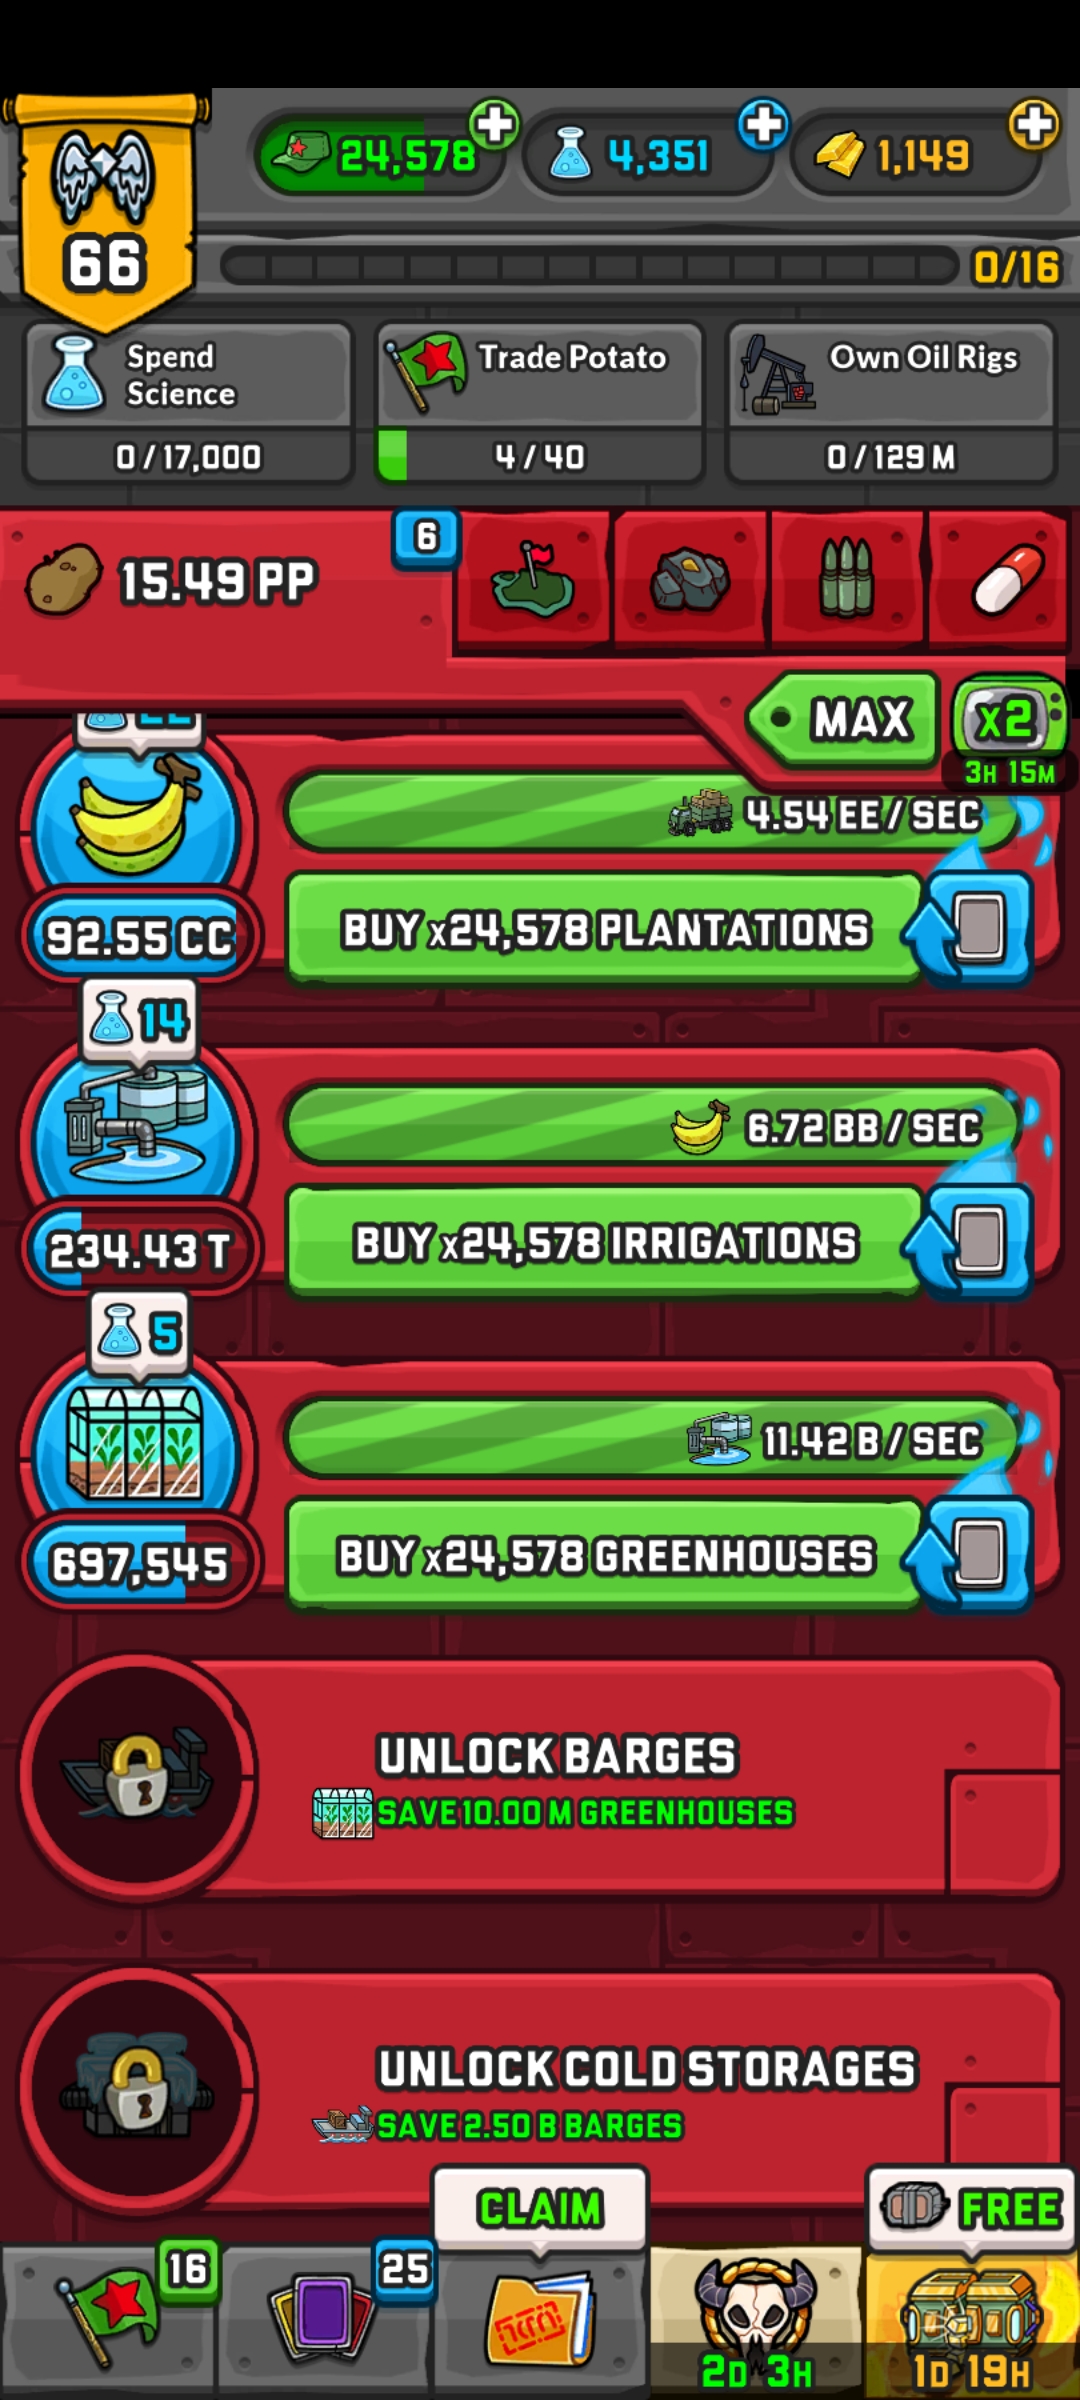 24,578
4,351
1,149
66
0/16
Spend
Science
0 / 17,000
Trade Potato
4 / 40
Own Oil Rigs
0 / 129 M
15.49 PP
6
MAX
x2
3H 15M
4.54 EE / SEC
BUY x24,578 PLANTATIONS
92.55 CC
14
6.72 BB / SEC
BUY x24,578 IRRIGATIONS
234.43 T
5
11.42 B / SEC
BUY x24,578 GREENHOUSES
697,545
UNLOCK BARGES
SAVE 10.00 M GREENHOUSES
UNLOCK COLD STORAGES
SAVE 2.50 B BARGES
CLAIM
FREE
16
25
2D 3H
1D 19H